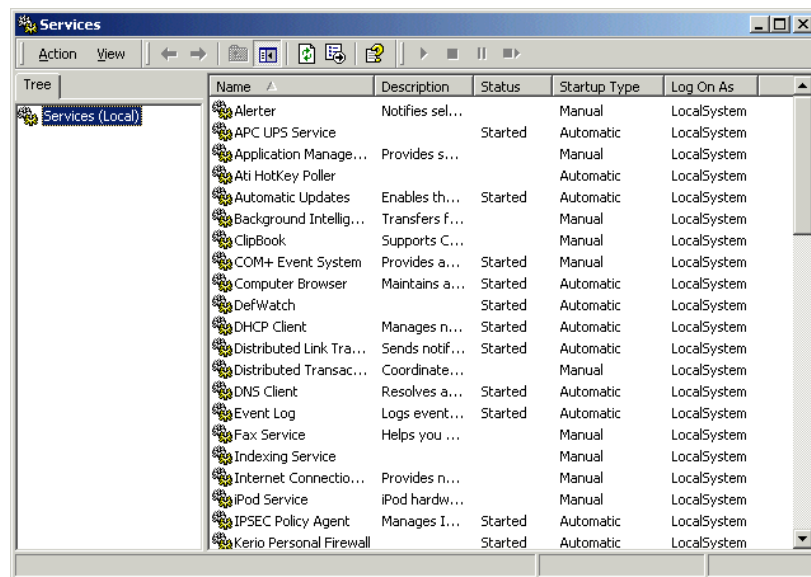 Services
Action View
Tree
Name Description Status Startup Type Log On As
Services (Local)
Alerter Notifies sel... Manual LocalSystem
APC UPS Service Started Automatic LocalSystem
Application Manage... Provides s... Manual LocalSystem
Ati HotKey Poller Automatic LocalSystem
Automatic Updates Enables th... Started Automatic LocalSystem
Background Intellig... Transfers f... Manual LocalSystem
ClipBook Supports C... Manual LocalSystem
COM+ Event System Provides a... Started Manual LocalSystem
Computer Browser Maintains a... Started Automatic LocalSystem
DefWatch Started Automatic LocalSystem
DHCP Client Manages n... Started Automatic LocalSystem
Distributed Link Tra... Sends notif... Started Automatic LocalSystem
Distributed Transac... Coordinate... Manual LocalSystem
DNS Client Resolves a... Started Automatic LocalSystem
Event Log Logs event... Started Automatic LocalSystem
Fax Service Helps you ... Manual LocalSystem
Indexing Service Manual LocalSystem
Internet Connectio... Provides n... Manual LocalSystem
iPod Service iPod hardw... Manual LocalSystem
IPSEC Policy Agent Manages I... Started Automatic LocalSystem
Kerio Personal Firewall Started Automatic LocalSystem